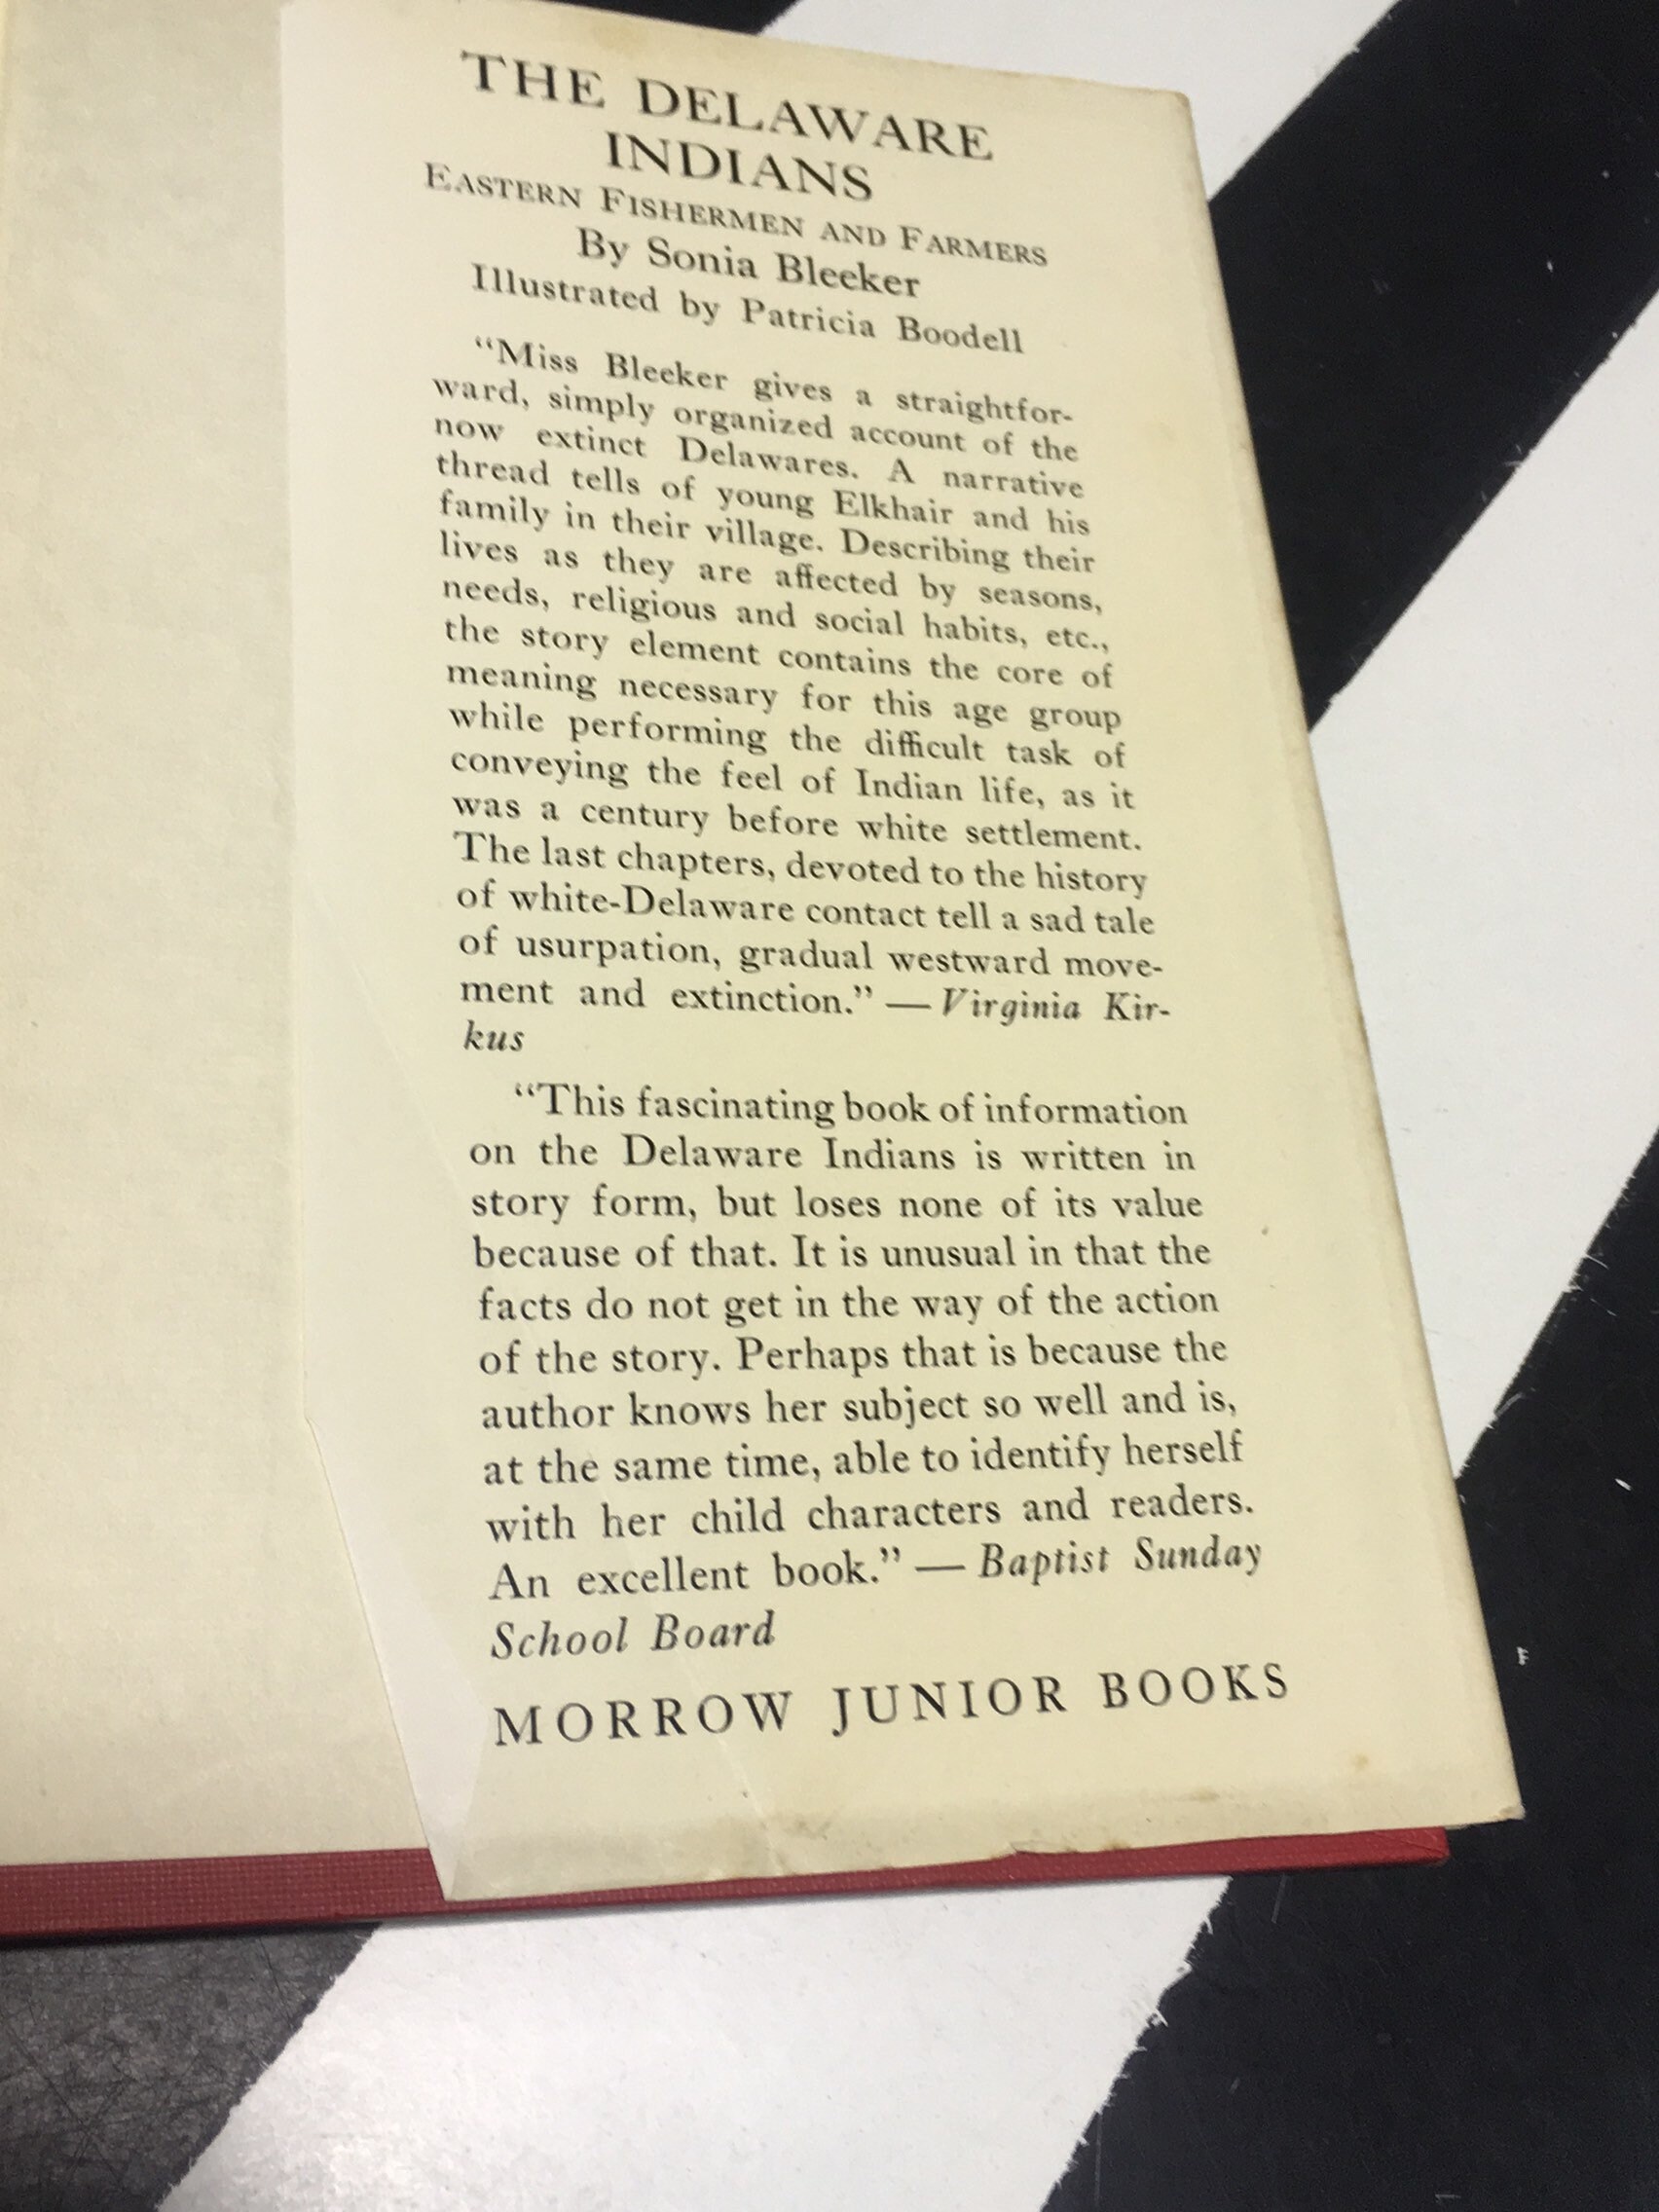 THE DELAWARE
INDIANS
EASTERN FISHERMEN AND FARMERS
By Sonia Bleeker
Illustrated by Patricia Boodell
“Miss Bleeker gives a straightfor-
ward, simply organized account of the
now extinct Delawares. A narrative
thread tells of young Elkhair and his
family in their village. Describing their
lives as they are affected by seasons,
needs, religious and social habits, etc.,
the story element contains the core of
meaning necessary for this age group
while performing the difficult task of
conveying the feel of Indian life, as it
was a century before white settlement.
The last chapters, devoted to the history
of white-Delaware contact tell a sad tale
of usurpation, gradual westward move-
ment and extinction.” — Virginia Kir-
kus
“This fascinating book of information
on the Delaware Indians is written in
story form, but loses none of its value
because of that. It is unusual in that the
facts do not get in the way of the action
of the story. Perhaps that is because the
author knows her subject so well and is,
at the same time, able to identify herself
with her child characters and readers.
An excellent book.” — Baptist Sunday
School Board
MORROW JUNIOR BOOKS